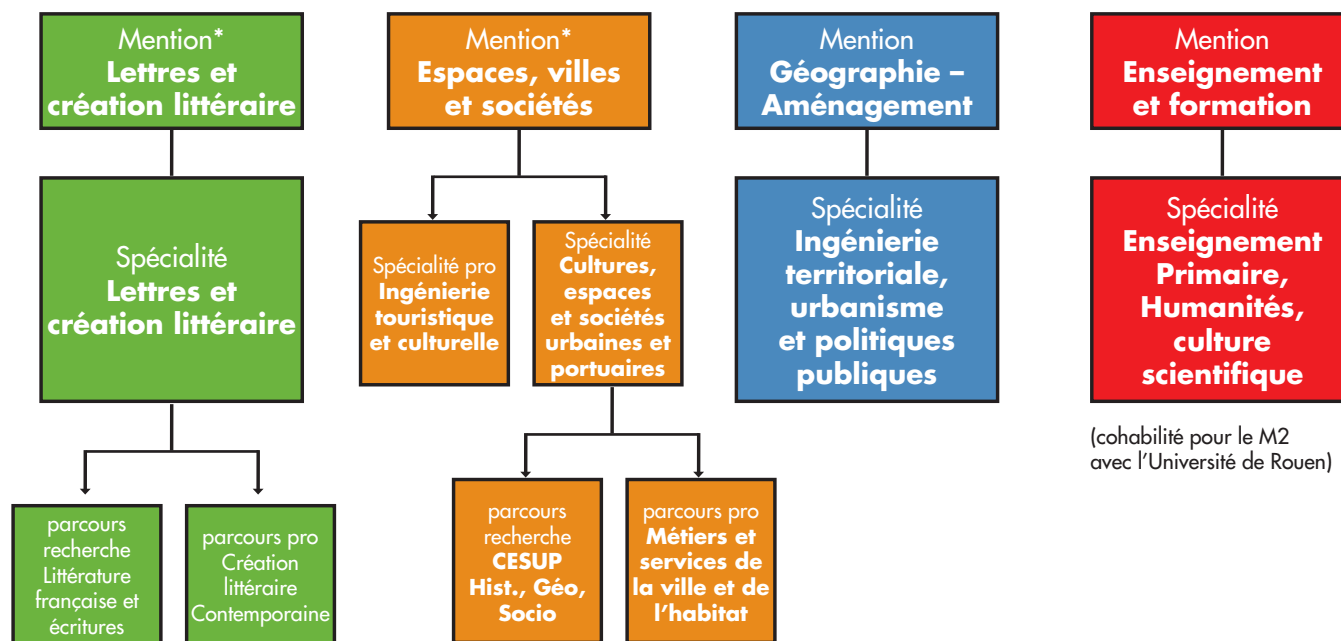 Mention*
Lettres et
création littéraire
Mention*
Espaces, villes
et sociétés
Mention
Géographie –
Aménagement
Mention
Enseignement
et formation
Spécialité
Lettres et
création littéraire
Spécialité pro
Ingénierie
touristique
et culturelle
Spécialité
Cultures,
espaces
et sociétés
urbaines et
portuaires
Spécialité
Ingénierie
territoriale,
urbanisme
et politiques
publiques
Spécialité
Enseignement
Primaire,
Humanités,
culture
scientifique
(cohabilité pour le M2
avec l'Université de Rouen)
parcours
recherche
Littérature
française et
écritures
parcours pro
Création
littéraire
Contemporaine
parcours
recherche
CESUP
Hist., Géo,
Socio
parcours pro
Métiers et
services de
la ville et de
l'habitat